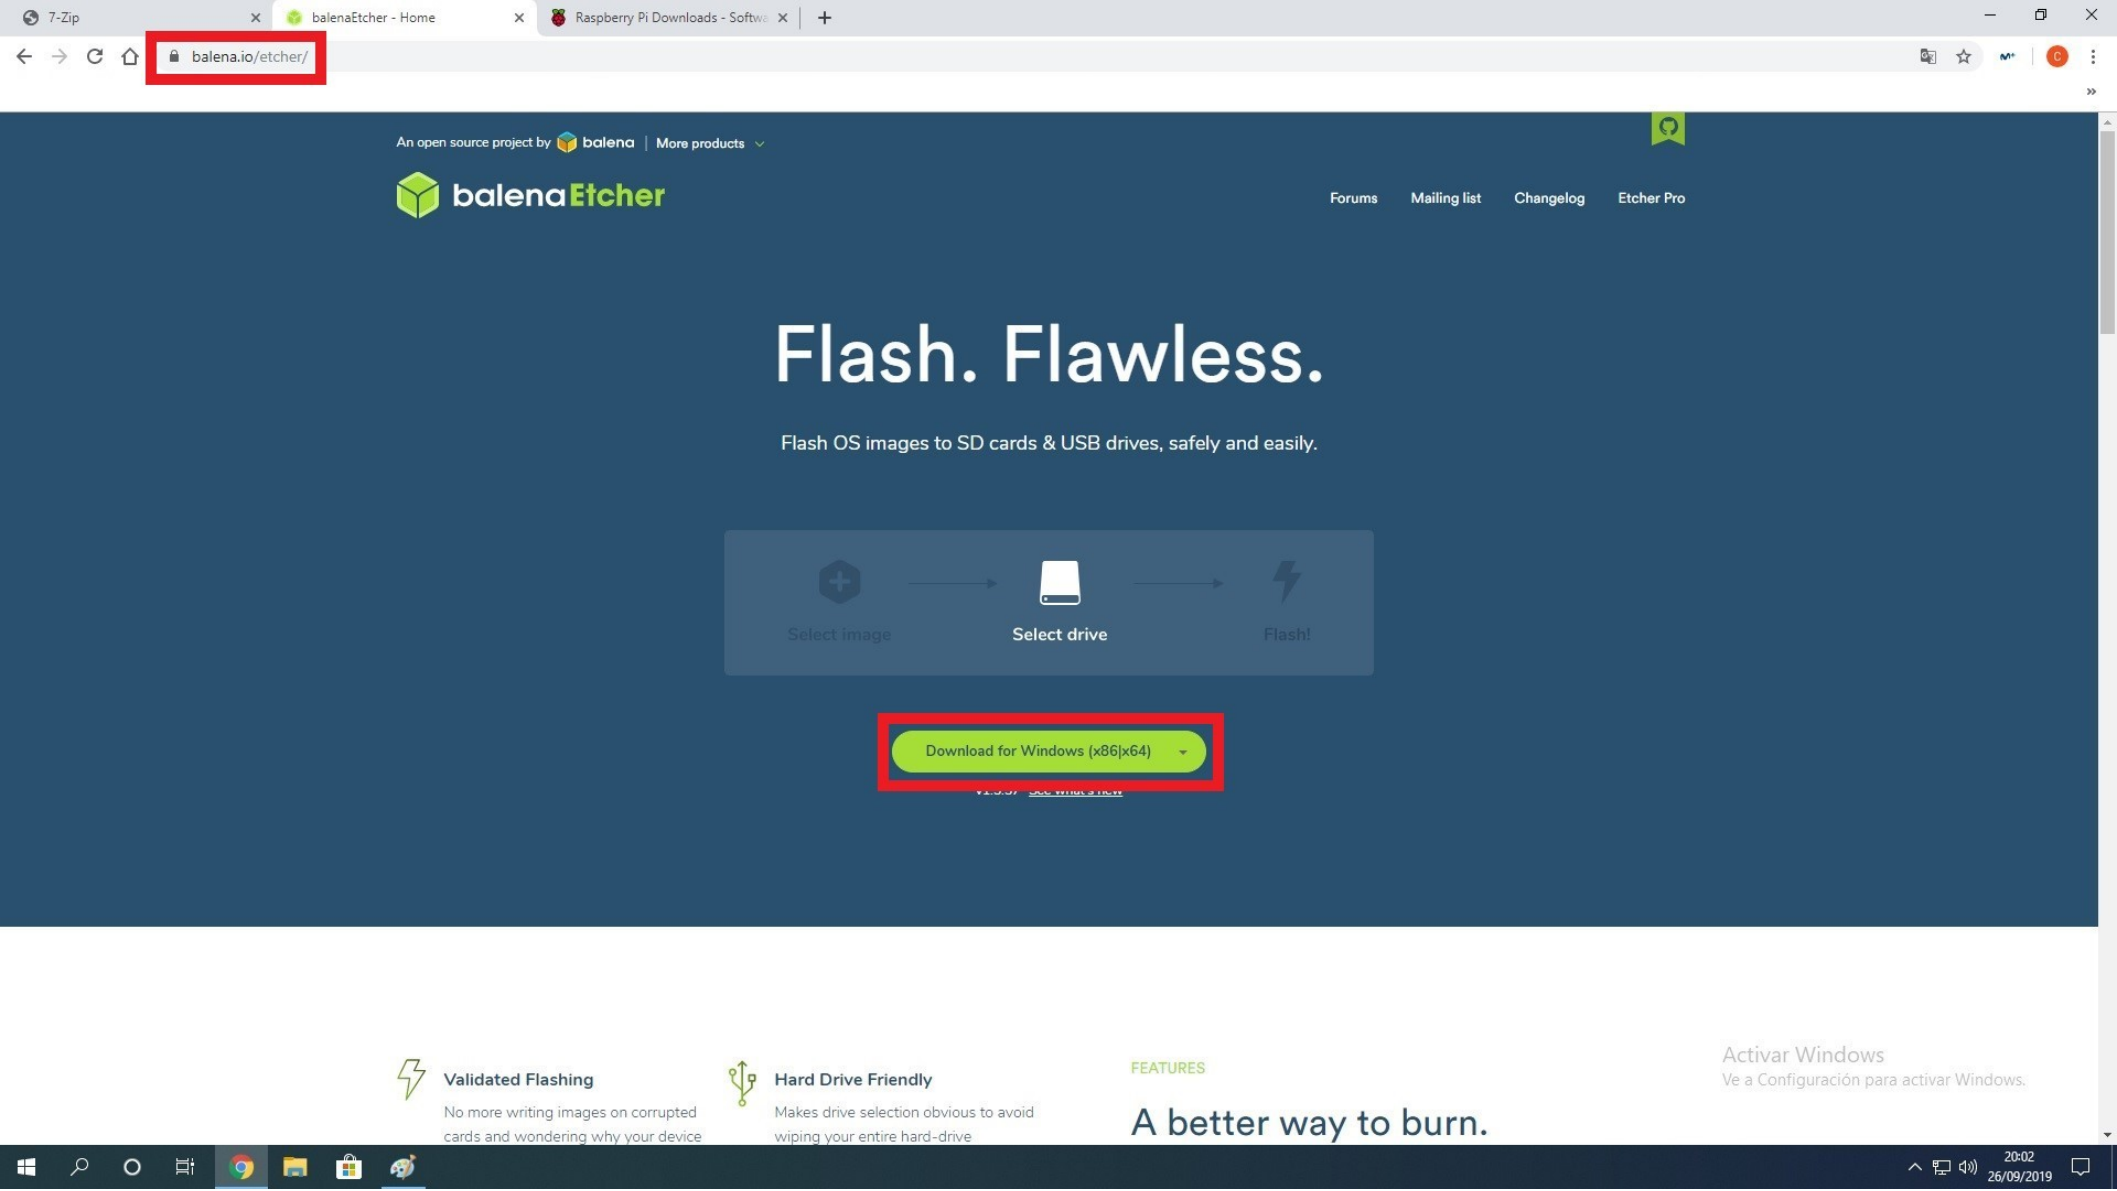 7-Zip
balenaEtcher - Home
Raspberry Pi Downloads - Softw
balena.io/etcher/
C
An open source project by balena | More products
balenaEtcher
Forums
Mailing list
Changelog
Etcher Pro
Flash. Flawless.
Flash OS images to SD cards & USB drives, safely and easily.
Select image
Select drive
Flash!
Download for Windows (x86|x64)
See what's new
Validated Flashing
No more writing images on corrupted
cards and wondering why your device
Hard Drive Friendly
Makes drive selection obvious to avoid
wiping your entire hard-drive
FEATURES
A better way to burn.
Activar Windows
Ve a Configuración para activar Windows.
20:02
26/09/2019